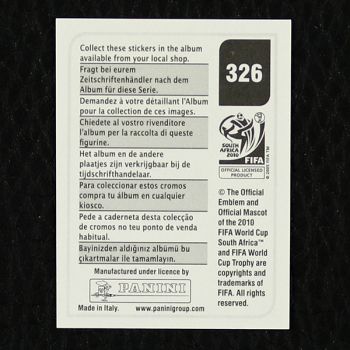 Collect these stickers in the album
available from your local shop.
Fragt bei eurem
Zeitschriftenhändler nach dem
Album für diese Serie.
Demandez à votre détaillant l'Album
pour la collection de ces images.
Chiedete al vostro rivenditore
l'album per la raccolta di queste
figurine.
Het album en de andere
plaatjes zijn verkrijgbaar bij de
tijdschrifthandelaar.
Para coleccionar estos cromos
compra tu álbum en cualquier
kiosco.
Pede a caderneta desta colecção
de cromos no teu ponto de venda
habitual.
Bayinizden aldığınız albümü bu
çıkartmalar ile tamamlayın.
Manufactured under licence by
PANINI
Made in Italy. www.paninigroup.com
326
SOUTH AFRICA
2010
FIFA
© 2005 FIFA TM
OFFICIAL LICENSED
PRODUCT
© The Official
Emblem and
Official Mascot
of the 2010
FIFA World Cup
South Africa™
and FIFA World
Cup Trophy are
copyrights and
trademarks of
FIFA. All rights
reserved.